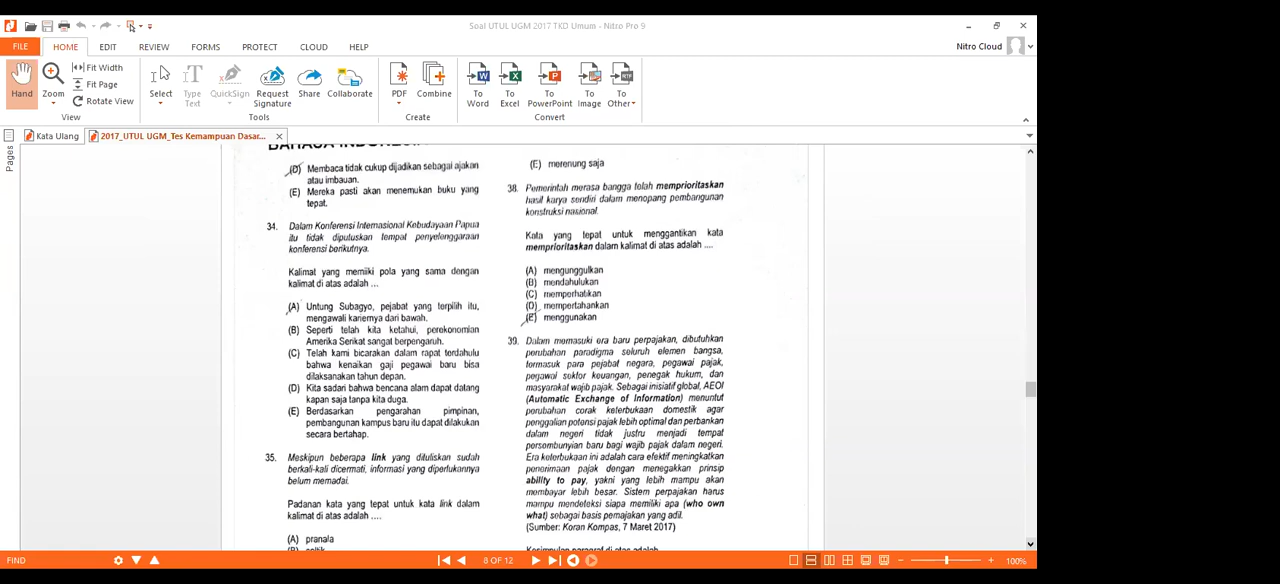 Soal UTUL UGM 2017 TKD Umum - Nitro Pro 9
FILE HOME EDIT REVIEW FORMS PROTECT CLOUD HELP
Nitro Cloud
Hand
Zoom
Fit Width
Fit Page
Rotate View
View
Select
Type Text
QuickSign
Request Signature
Share
Collaborate
Tools
PDF
Combine
Create
To Word
To Excel
To PowerPoint
To Image
To Other
Convert
Kata Ulang
2017_UTUL UGM_Tes Kemampuan Dasar...
Pages
(D) Membaca tidak cukup dijadikan sebagai ajakan
atau imbauan.
(E) Mereka pasti akan menemukan buku yang
tepat.
34. Dalam Konferensi Internasional Kebudayaan Papua
itu tidak diputuskan tempat penyelenggaraan
konferensi berikutnya.
Kalimat yang memiiki pola yang sama dengan
kalimat di atas adalah ...
(A) Untung Subagyo, pejabat yang terpilih itu,
mengawali kariernya dari bawah.
(B) Seperti telah kita ketahui, perekonomian
Amerika Serikat sangat berpengaruh.
(C) Telah kami bicarakan dalam rapat terdahulu
bahwa kenaikan gaji pegawai baru bisa
dilaksanakan tahun depan.
(D) Kita sadari bahwa bencana alam dapat datang
kapan saja tanpa kita duga.
(E) Berdasarkan pengarahan pimpinan,
pembangunan kampus baru itu dapat dilakukan
secara bertahap.
35. Meskipun beberapa link yang dituliskan sudah
berkali-kali dicermati, informasi yang diperlukannya
belum memadai.
Padanan kata yang tepat untuk kata link dalam
kalimat di atas adalah ....
(A) pranala
(E) merenung saja
38. Pemerintah merasa bangga telah memprioritaskan
hasil karya sendiri dalam menopang pembangunan
konstruksi nasional.
Kata yang tepat untuk menggantikan kata
memprioritaskan dalam kalimat di atas adalah ....
(A) mengunggulkan
(B) mendahulukan
(C) memperhatikan
(D) mempertahankan
(E) menggunakan
39. Dalam memasuki era baru perpajakan, dibutuhkan
perubahan paradigma seluruh elemen bangsa,
termasuk para pejabat negara, pegawai pajak,
pegawai sektor keuangan, penegak hukum, dan
masyarakat wajib pajak. Sebagai inisiatif global, AEOI
(Automatic Exchange of Information) menuntut
perubahan corak keterbukaan domestik agar
penggalian potensi pajak lebih optimal dan perbankan
dalam negeri tidak justru menjadi tempat
persembunyian baru bagi wajib pajak dalam negeri.
Era keterbukaan ini adalah cara efektif meningkatkan
penerimaan pajak dengan menegakkan prinsip
ability to pay, yakni yang lebih mampu akan
membayar lebih besar. Sistem perpajakan harus
mampu mendeteksi siapa memiliki apa (who own
what) sebagai basis pemajakan yang adil.
(Sumber: Koran Kompas, 7 Maret 2017)
Kesimpulan paragraf di atas adalah
FIND
8 OF 12
100%